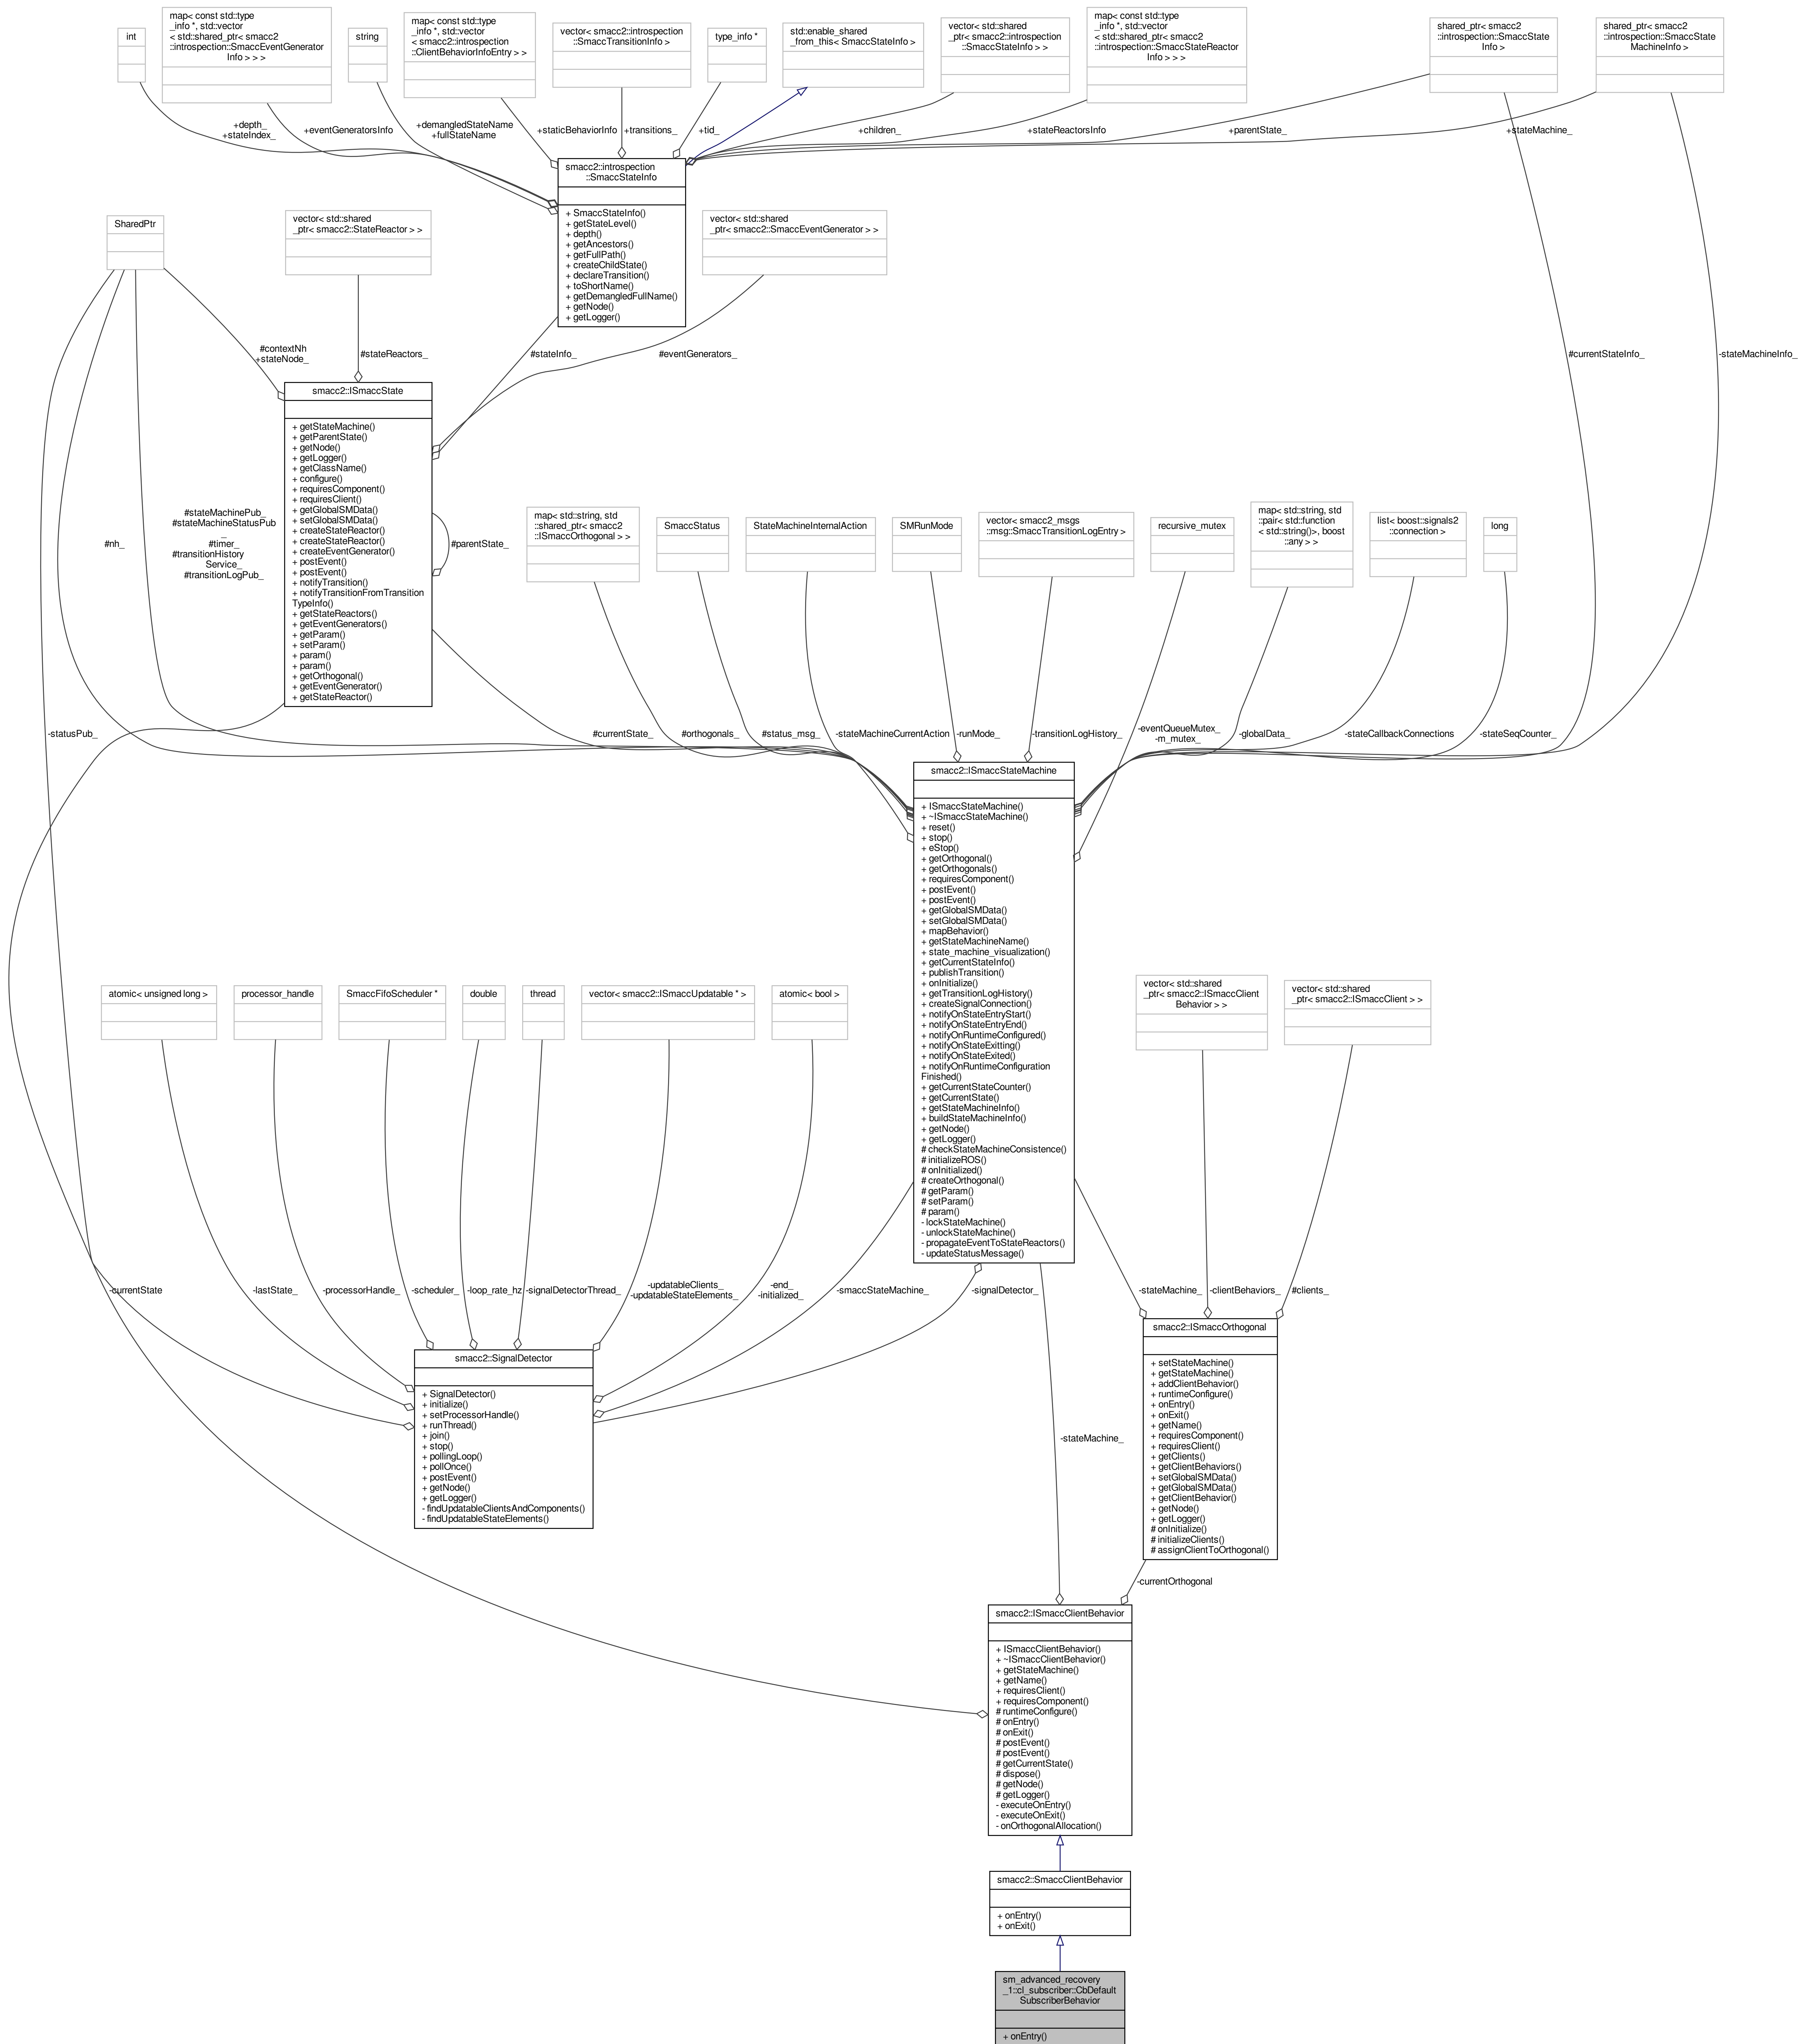 int
map< const std::type
_info *, std::vector
< std::shared_ptr< smacc2
::introspection::SmaccEventGenerator
Info > > >
string
map< const std::type
_info *, std::vector
< smacc2::introspection
::ClientBehaviorInfoEntry > >
vector< smacc2::introspection
::SmaccTransitionInfo >
type_info *
std::enable_shared
_from_this< SmaccStateInfo >
vector< std::shared
_ptr< smacc2::introspection
::SmaccStateInfo > >
map< const std::type
_info *, std::vector
< std::shared_ptr< smacc2
::introspection::SmaccStateReactor
Info > > >
shared_ptr< smacc2
::introspection::SmaccState
Info >
shared_ptr< smacc2
::introspection::SmaccState
MachineInfo >
+depth_
+stateIndex_
+eventGeneratorsInfo
+demangledStateName
+fullStateName
+staticBehaviorInfo
+transitions_
+tid_
+children_
+stateReactorsInfo
+parentState_
+stateMachine_
smacc2::introspection
::SmaccStateInfo
+ SmaccStateInfo()
+ getStateLevel()
+ depth()
+ getAncestors()
+ getFullPath()
+ createChildState()
+ declareTransition()
+ toShortName()
+ getDemangledFullName()
+ getNode()
+ getLogger()
SharedPtr
vector< std::shared
_ptr< smacc2::StateReactor > >
vector< std::shared
_ptr< smacc2::SmaccEventGenerator > >
#contextNh
+stateNode_
#stateReactors_
#stateInfo_
#eventGenerators_
#currentStateInfo_
-stateMachineInfo_
smacc2::ISmaccState
+ getStateMachine()
+ getParentState()
+ getNode()
+ getLogger()
+ getClassName()
+ configure()
+ requiresComponent()
+ requiresClient()
+ getGlobalSMData()
+ setGlobalSMData()
+ createStateReactor()
+ createStateReactor()
+ createEventGenerator()
+ postEvent()
+ postEvent()
+ notifyTransition()
+ notifyTransitionFromTransition
TypeInfo()
+ getStateReactors()
+ getEventGenerators()
+ getParam()
+ setParam()
+ param()
+ param()
+ getOrthogonal()
+ getEventGenerator()
+ getStateReactor()
#nh_
#stateMachinePub_
#stateMachineStatusPub
_
#timer_
#transitionHistory
Service_
#transitionLogPub_
#parentState_
map< std::string, std
::shared_ptr< smacc2
::ISmaccOrthogonal > >
SmaccStatus
StateMachineInternalAction
SMRunMode
vector< smacc2_msgs
::msg::SmaccTransitionLogEntry >
recursive_mutex
map< std::string, std
::pair< std::function
< std::string()>, boost
::any > >
list< boost::signals2
::connection >
long
-statusPub_
#currentState_
#orthogonals_
#status_msg_
-stateMachineCurrentAction
-runMode_
-transitionLogHistory_
-eventQueueMutex_
-m_mutex_
-globalData_
-stateCallbackConnections
-stateSeqCounter_
smacc2::ISmaccStateMachine
+ ISmaccStateMachine()
+ ~ISmaccStateMachine()
+ reset()
+ stop()
+ eStop()
+ getOrthogonal()
+ getOrthogonals()
+ requiresComponent()
+ postEvent()
+ postEvent()
+ getGlobalSMData()
+ setGlobalSMData()
+ mapBehavior()
+ getStateMachineName()
+ state_machine_visualization()
+ getCurrentStateInfo()
+ publishTransition()
+ onInitialize()
+ getTransitionLogHistory()
+ createSignalConnection()
+ notifyOnStateEntryStart()
+ notifyOnStateEntryEnd()
+ notifyOnRuntimeConfigured()
+ notifyOnStateExitting()
+ notifyOnStateExited()
+ notifyOnRuntimeConfiguration
Finished()
+ getCurrentStateCounter()
+ getCurrentState()
+ getStateMachineInfo()
+ buildStateMachineInfo()
+ getNode()
+ getLogger()
# checkStateMachineConsistence()
# initializeROS()
# onInitialized()
# createOrthogonal()
# getParam()
# setParam()
# param()
- lockStateMachine()
- unlockStateMachine()
- propagateEventToStateReactors()
- updateStatusMessage()
atomic< unsigned long >
processor_handle
SmaccFifoScheduler *
double
thread
vector< smacc2::ISmaccUpdatable * >
atomic< bool >
vector< std::shared
_ptr< smacc2::ISmaccClient
Behavior > >
vector< std::shared
_ptr< smacc2::ISmaccClient > >
-currentState
-lastState_
-processorHandle_
-scheduler_
-loop_rate_hz
-signalDetectorThread_
-updatableClients_
-updatableStateElements_
-end_
-initialized_
-smaccStateMachine_
-signalDetector_
-stateMachine_
-clientBehaviors_
#clients_
smacc2::SignalDetector
+ SignalDetector()
+ initialize()
+ setProcessorHandle()
+ runThread()
+ join()
+ stop()
+ pollingLoop()
+ pollOnce()
+ postEvent()
+ getNode()
+ getLogger()
- findUpdatableClientsAndComponents()
- findUpdatableStateElements()
smacc2::ISmaccOrthogonal
+ setStateMachine()
+ getStateMachine()
+ addClientBehavior()
+ runtimeConfigure()
+ onEntry()
+ onExit()
+ getName()
+ requiresComponent()
+ requiresClient()
+ getClients()
+ getClientBehaviors()
+ setGlobalSMData()
+ getGlobalSMData()
+ getClientBehavior()
+ getNode()
+ getLogger()
# onInitialize()
# initializeClients()
# assignClientToOrthogonal()
-stateMachine_
-currentOrthogonal
smacc2::ISmaccClientBehavior
+ ISmaccClientBehavior()
+ ~ISmaccClientBehavior()
+ getStateMachine()
+ getName()
+ requiresClient()
+ requiresComponent()
# runtimeConfigure()
# onEntry()
# onExit()
# postEvent()
# postEvent()
# getCurrentState()
# dispose()
# getNode()
# getLogger()
- executeOnEntry()
- executeOnExit()
- onOrthogonalAllocation()
smacc2::SmaccClientBehavior
+ onEntry()
+ onExit()
sm_advanced_recovery
_1::cl_subscriber::CbDefault
SubscriberBehavior
+ onEntry()